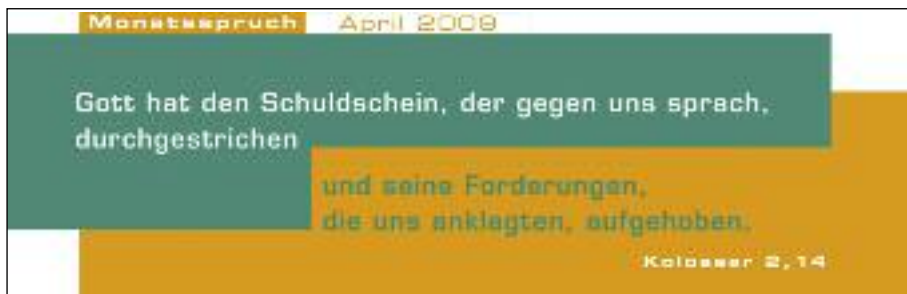 Monatsspruch April 2009
Gott hat den Schuldschein, der gegen uns sprach,
durchgestrichen
und seine Forderungen,
die uns anklagten, aufgehoben.
Kolosser 2,14